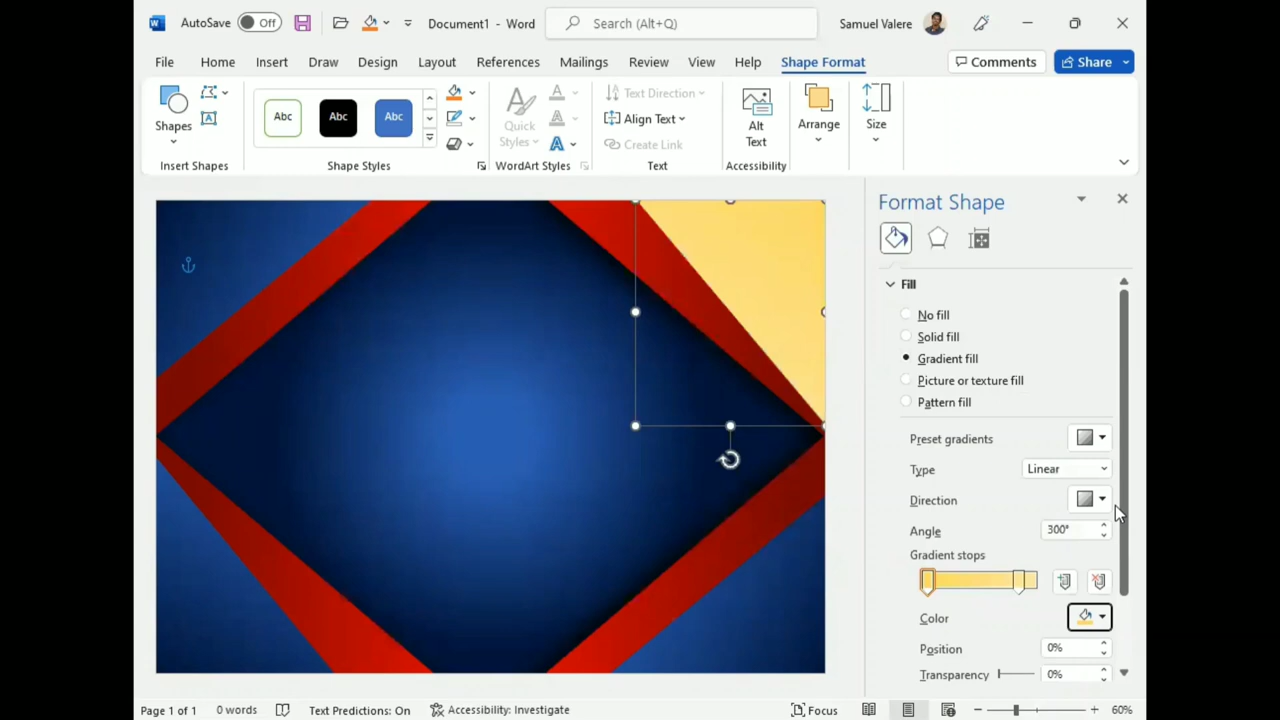 AutoSave Off Document1 - Word Search (Alt+Q) Samuel Valere
File Home Insert Draw Design Layout References Mailings Review View Help Shape Format Comments Share
Shapes
Insert Shapes
Abc Abc Abc
Shape Styles
Quick
Styles
WordArt Styles
Text Direction
Align Text
Create Link
Text
Alt
Text
Accessibility
Arrange
Size
Format Shape
Fill
No fill
Solid fill
Gradient fill
Picture or texture fill
Pattern fill
Preset gradients
Type Linear
Direction
Angle 300°
Gradient stops
Color
Position 0%
Transparency 0%
Page 1 of 1 0 words Text Predictions: On Accessibility: Investigate Focus 60%